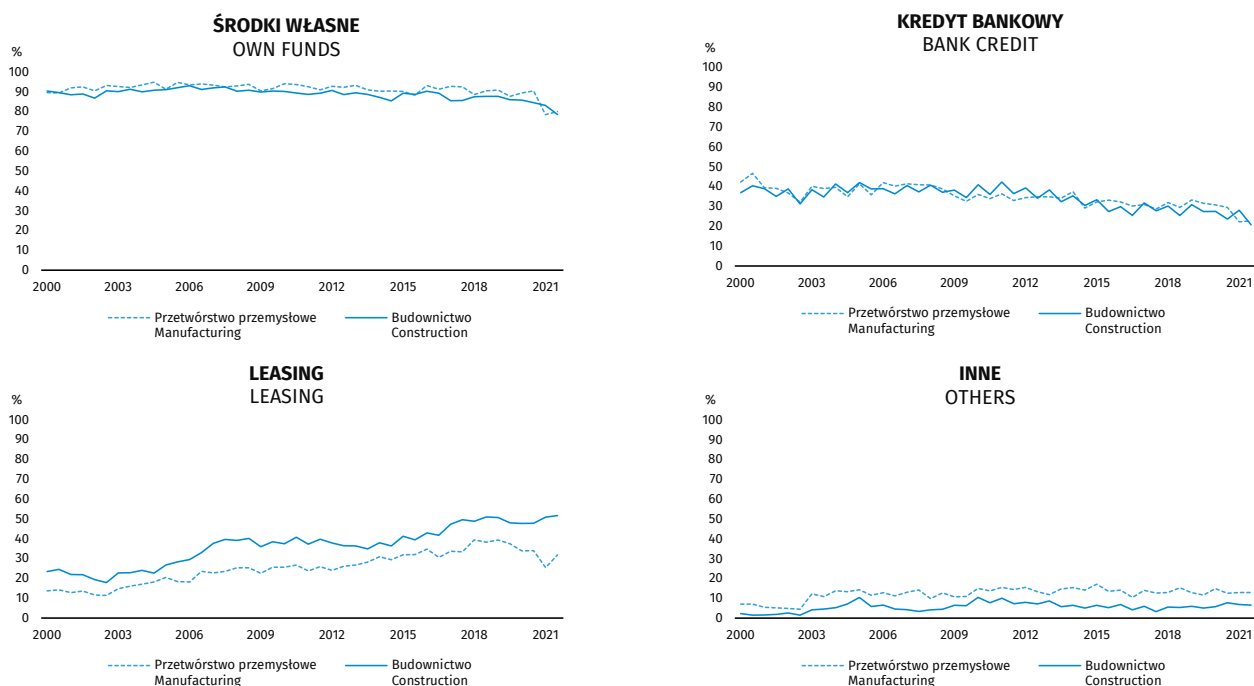 ŚRODKI WŁASNE
OWN FUNDS
%
100
90
80
70
60
50
40
30
20
10
0
2000 2003 2006 2009 2012 2015 2018 2021
Przetwórstwo przemysłowe Budownictwo
Manufacturing Construction
KREDYT BANKOWY
BANK CREDIT
%
100
90
80
70
60
50
40
30
20
10
0
2000 2003 2006 2009 2012 2015 2018 2021
Przetwórstwo przemysłowe Budownictwo
Manufacturing Construction
LEASING
LEASING
%
100
90
80
70
60
50
40
30
20
10
0
2000 2003 2006 2009 2012 2015 2018 2021
Przetwórstwo przemysłowe Budownictwo
Manufacturing Construction
INNE
OTHERS
%
100
90
80
70
60
50
40
30
20
10
0
2000 2003 2006 2009 2012 2015 2018 2021
Przetwórstwo przemysłowe Budownictwo
Manufacturing Construction